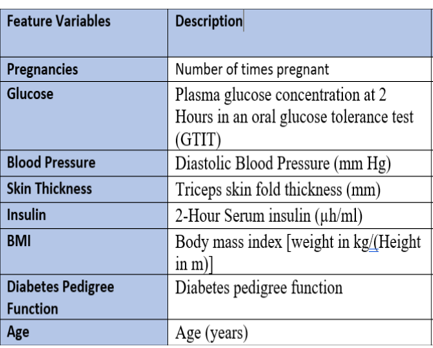 Feature Variables Description
Pregnancies Number of times pregnant
Glucose Plasma glucose concentration at 2
Hours in an oral glucose tolerance test
(GTIT)
Blood Pressure Diastolic Blood Pressure (mm Hg)
Skin Thickness Triceps skin fold thickness (mm)
Insulin 2-Hour Serum insulin (µh/ml)
BMI Body mass index [weight in kg/(Height
in m)]
Diabetes Pedigree Diabetes pedigree function
Function
Age Age (years)